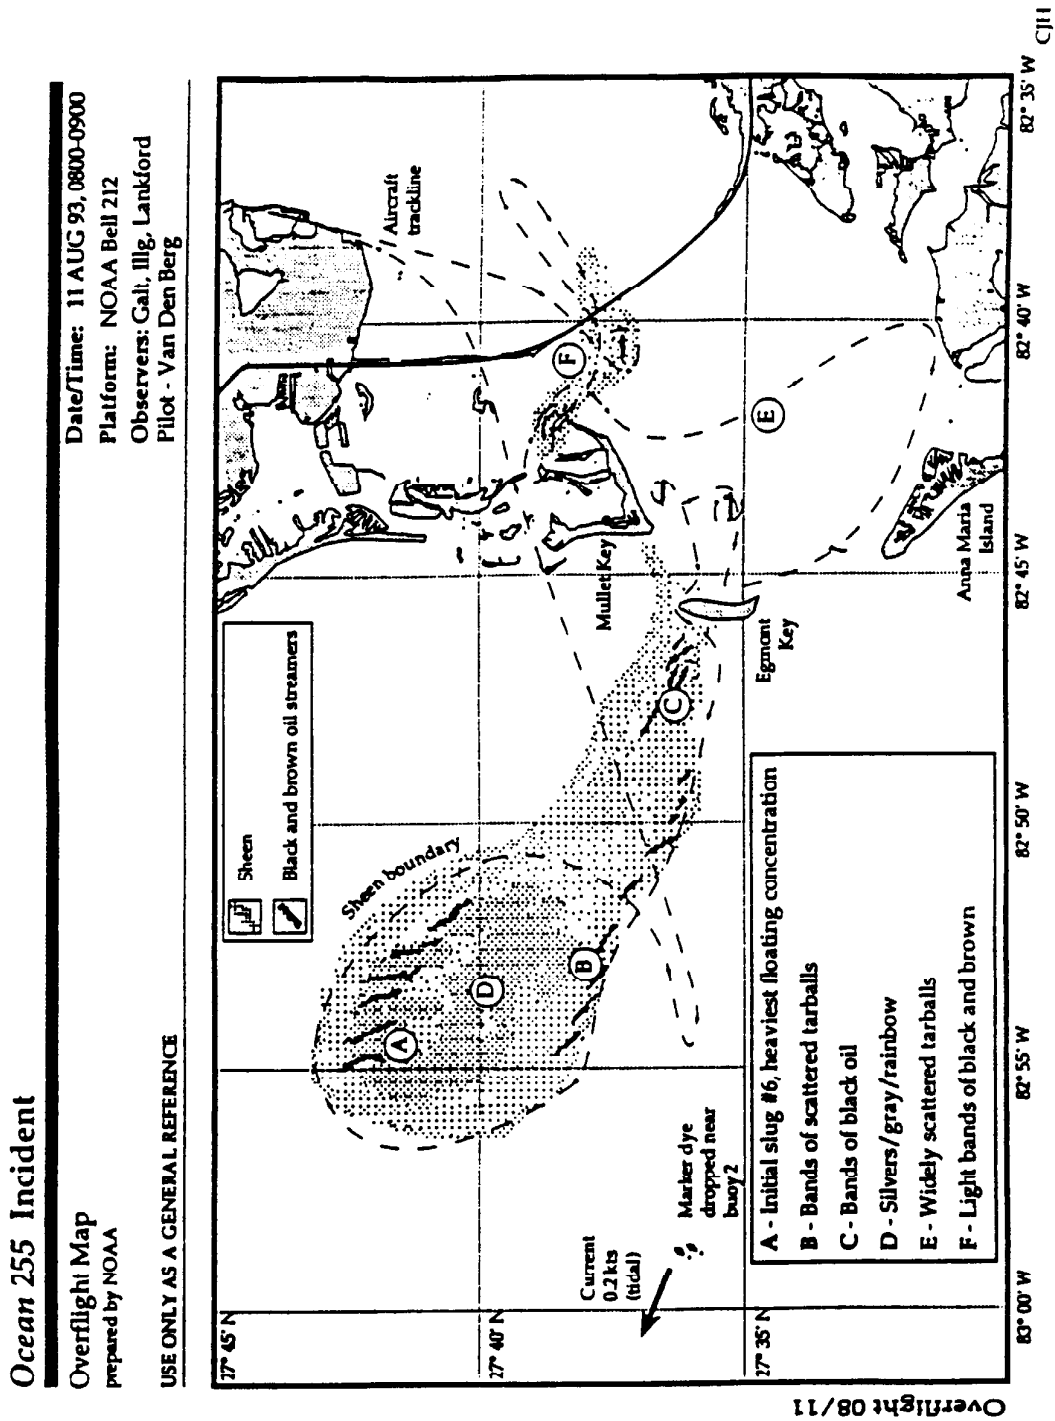 Ocean 255 Incident
Overflight Map
prepared by NOAA
USE ONLY AS A GENERAL REFERENCE
Date/Time: 11 AUG 93, 0800-0900
Platform: NOAA Bell 212
Observers: Galt, Illg, Lankford
Pilot - Van Den Berg
27° 45' N
27° 40' N
27° 35' N
Sheen
Black and brown oil streamers
Aircraft
trackline
Sheen boundary
Mullet Key
Egmont
Key
Anna Maria
Island
Current
0.2 kts
(tidal)
Marker dye
dropped near
buoy 2
A
B
C
D
E
F
A - Initial slug #6, heaviest floating concentration
B - Bands of scattered tarballs
C - Bands of black oil
D - Silvers/gray/rainbow
E - Widely scattered tarballs
F - Light bands of black and brown
83° 00' W
82° 55' W
82° 50' W
82° 45' W
82° 40' W
82° 35' W
CJH
Overflight 08/11